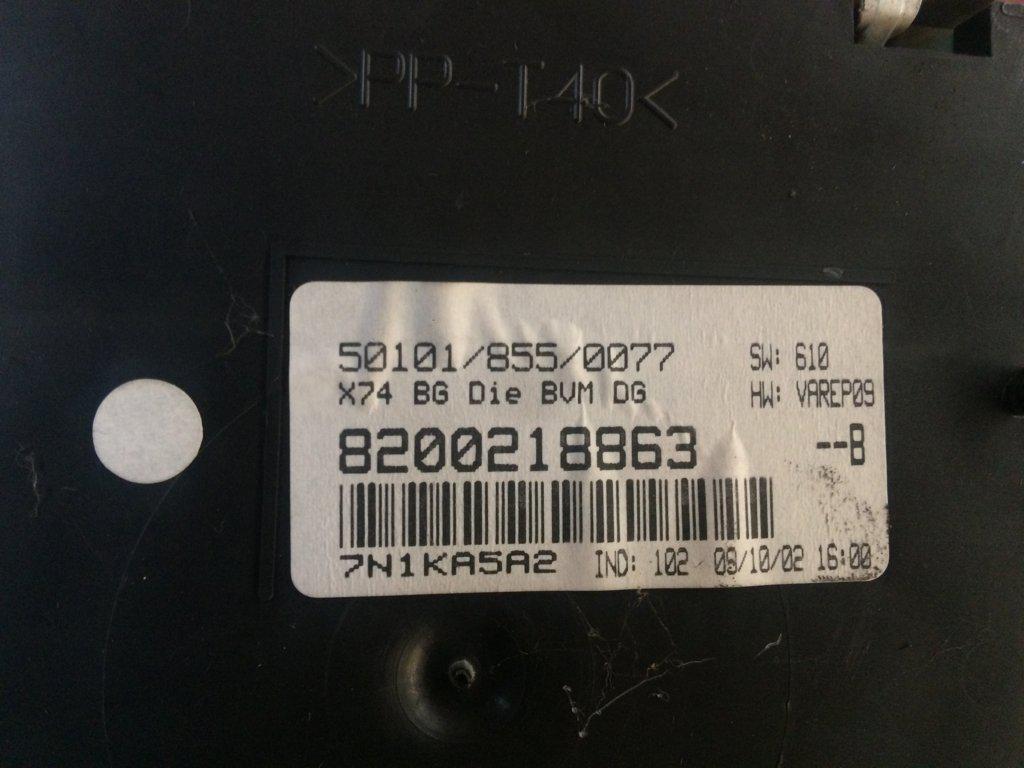 >PP-T40<
50101/855/0077 SW: 610
X74 BG Die BVM DG HW: VAREP09
8200218863 --B
7N1KA5A2 IND: 102 08/10/02 16:00